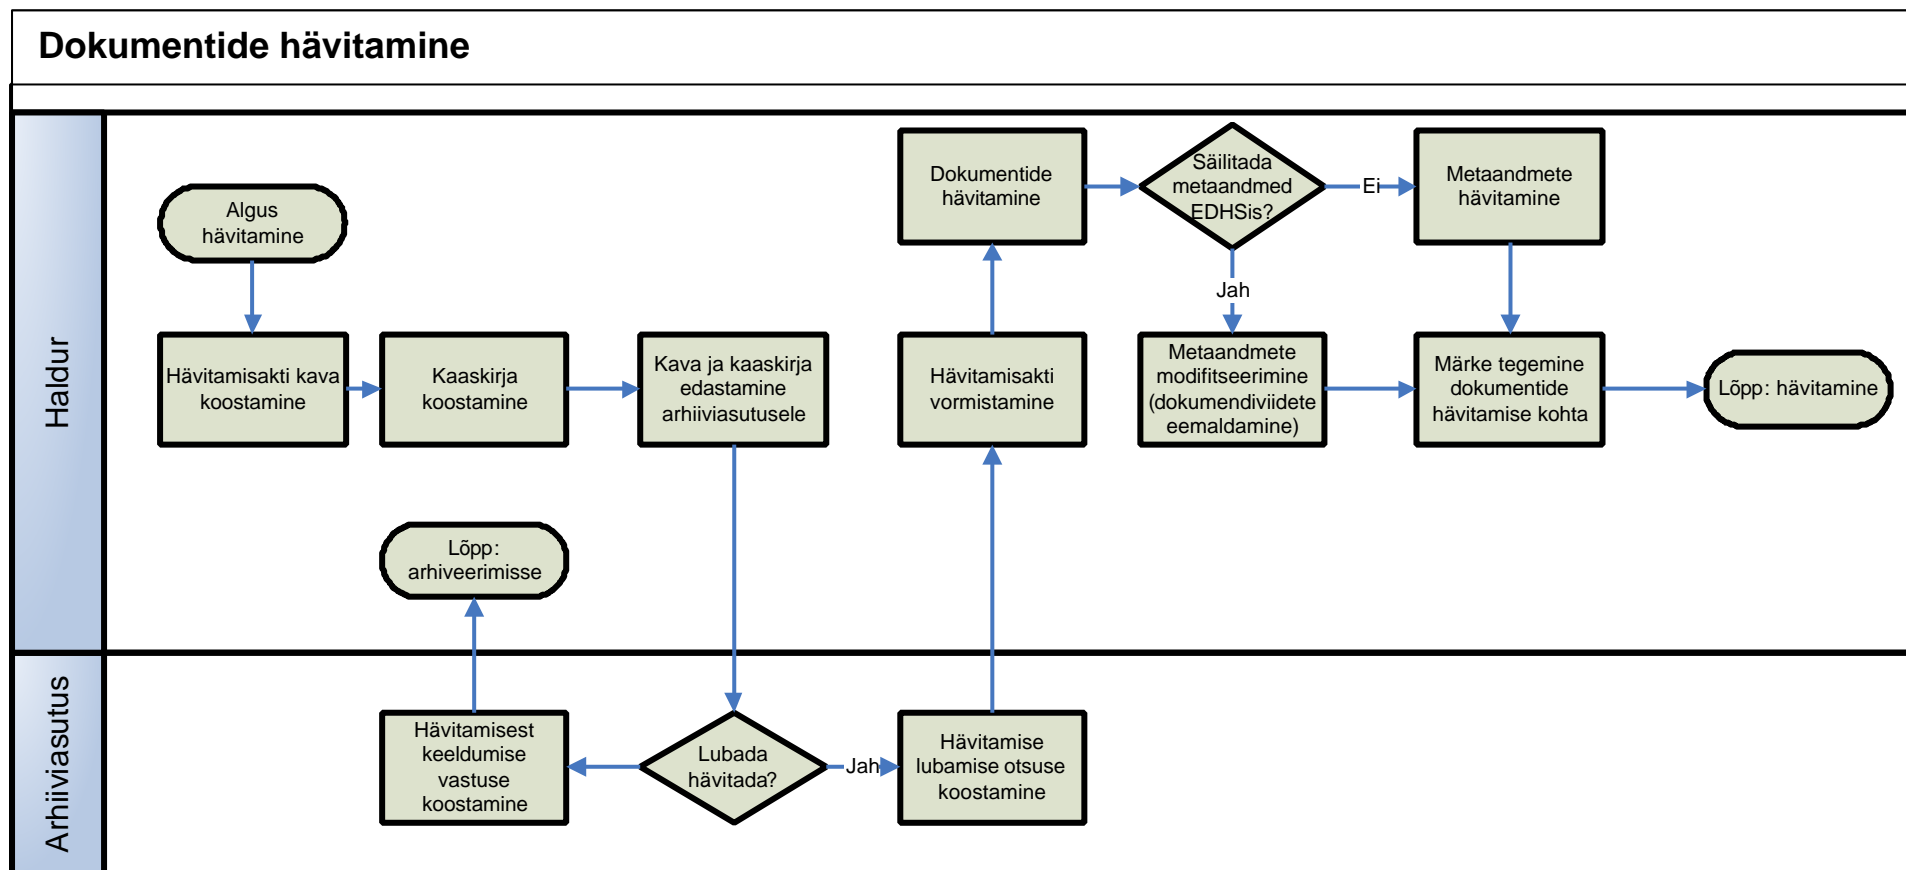 Dokumentide hävitamine
Haldur
Algus
hävitamine
Hävitamisakti kava
koostamine
Kaaskirja
koostamine
Kava ja kaaskirja
edastamine
arhiiviasutusele
Lõpp:
arhiveerimisse
Dokumentide
hävitamine
Säilitada
metaandmed
EDHSis?
Ei
Metaandmete
hävitamine
Jah
Hävitamisakti
vormistamine
Metaandmete
modifitseerimine
(dokumendiviidete
eemaldamine)
Märke tegemine
dokumentide
hävitamise kohta
Lõpp: hävitamine
Arhiiviasutus
Hävitamisest
keeldumise
vastuse
koostamine
Lubada
hävitada?
Jah
Hävitamise
lubamise otsuse
koostamine